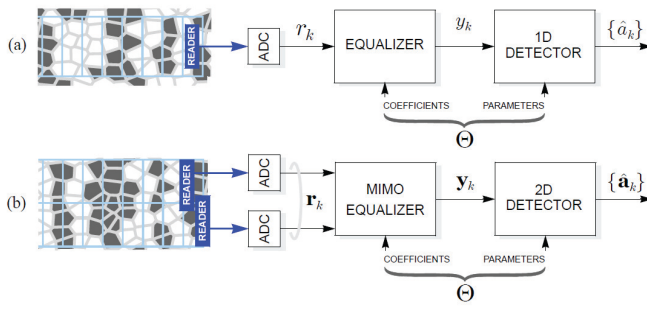 (a)
READER
ADC
r_k
EQUALIZER
y_k
1D
DETECTOR
{â_k}
COEFFICIENTS
PARAMETERS
Θ
(b)
READER
READER
ADC
ADC
𝐫_k
MIMO
EQUALIZER
𝐲_k
2D
DETECTOR
{𝐚̂_k}
COEFFICIENTS
PARAMETERS
Θ